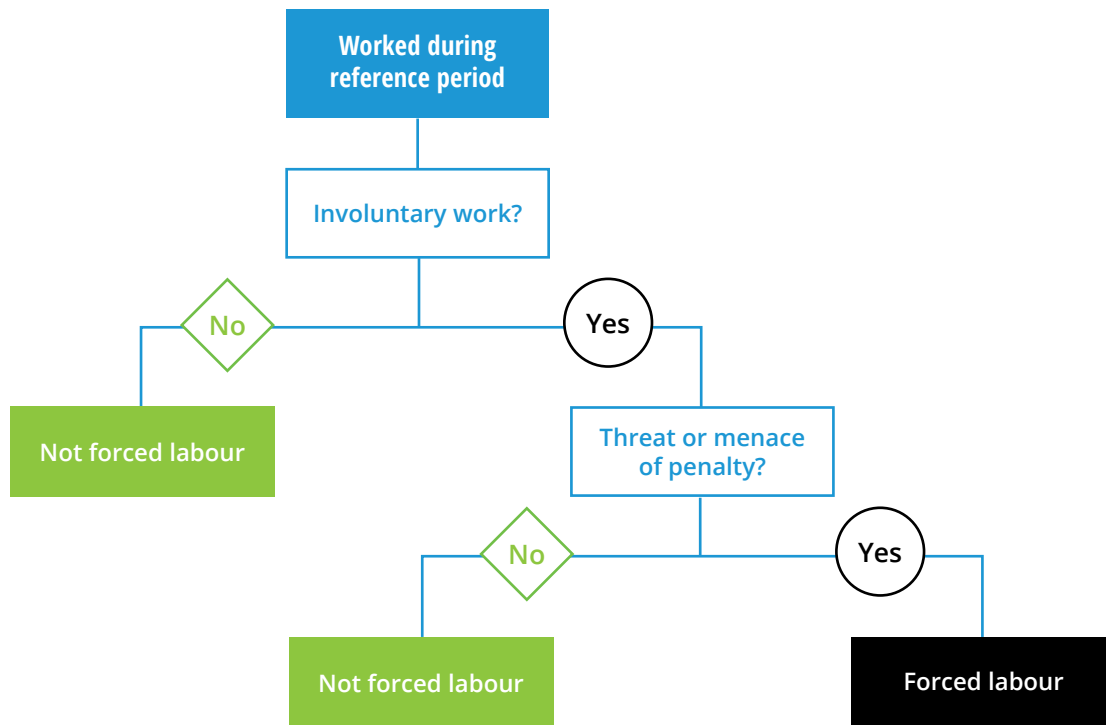 Worked during
reference period
Involuntary work?
No
Yes
Not forced labour
Threat or menace
of penalty?
No
Yes
Not forced labour
Forced labour